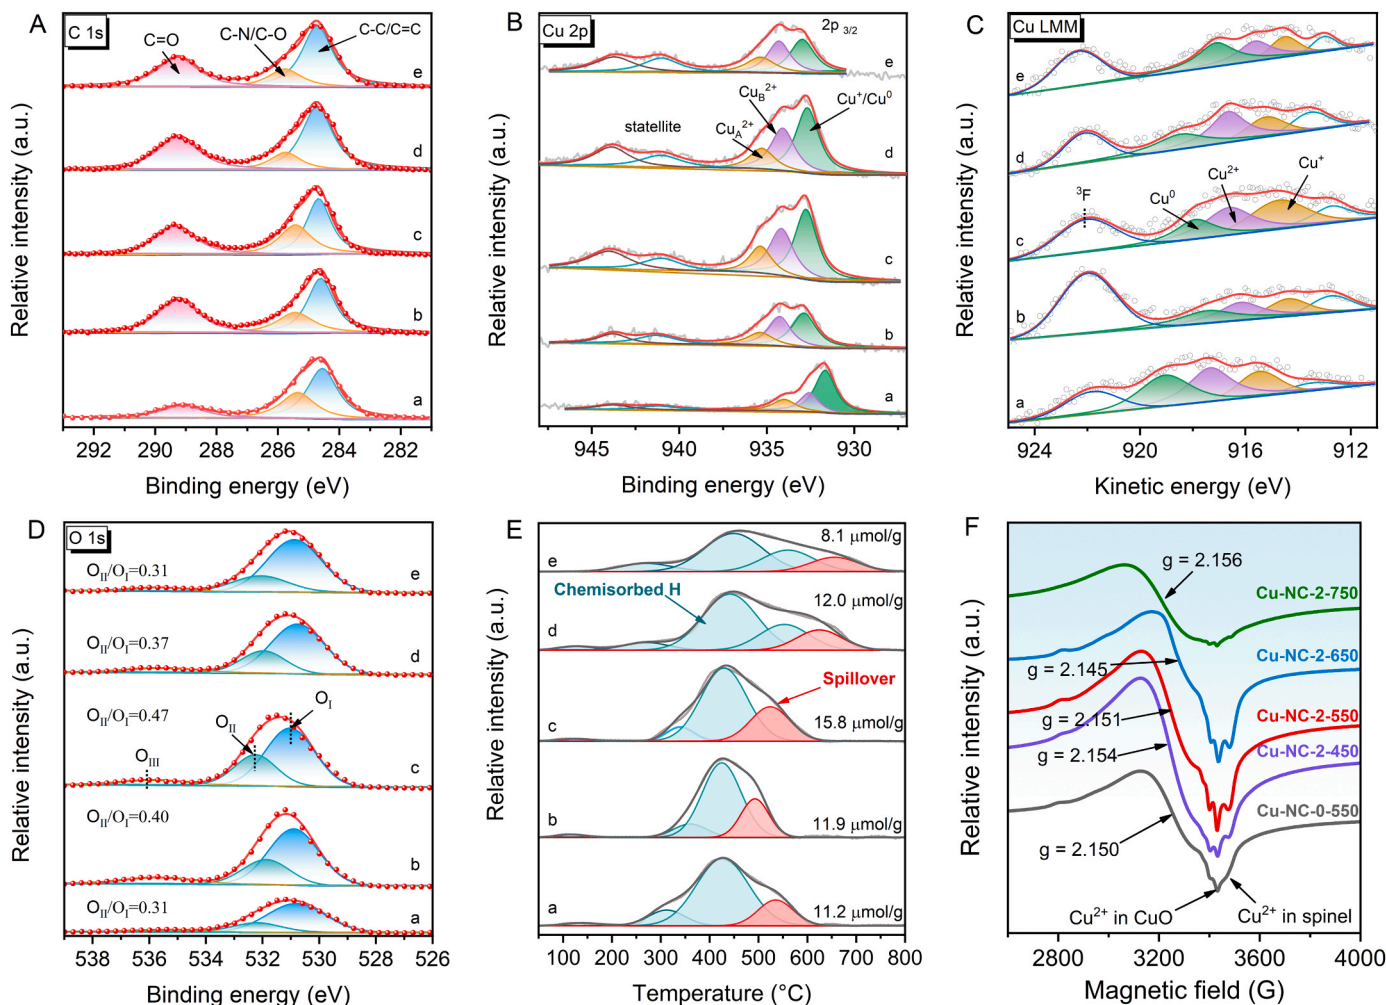 A
C 1s
C=O
C-N/C-O
C-C/C=C
e
d
c
b
a
Relative intensity (a.u.)
292 290 288 286 284 282
Binding energy (eV)
B
Cu 2p
2p 3/2
e
Cu_B^2+
Cu^+/Cu^0
Cu_A^2+
statellite
d
c
b
a
Relative intensity (a.u.)
945 940 935 930
Binding energy (eV)
C
Cu LMM
e
d
³F
Cu⁰
Cu²⁺
Cu⁺
c
b
a
Relative intensity (a.u.)
924 920 916 911
Kinetic energy (eV)
D
O 1s
O_II/O_I=0.31
e
O_II/O_I=0.37
d
O_II/O_I=0.47
O_I
O_II
O_III
c
O_II/O_I=0.40
b
O_II/O_I=0.31
a
Relative intensity (a.u.)
538 536 534 532 530 528 526
Binding energy (eV)
E
8.1 μmol/g
e
Chemisorbed H
12.0 μmol/g
d
Spillover
15.8 μmol/g
c
b
11.9 μmol/g
a
11.2 μmol/g
Relative intensity (a.u.)
100 200 300 400 500 600 700 800
Temperature (°C)
F
g = 2.156
Cu-NC-2-750
g = 2.145
Cu-NC-2-650
g = 2.151
Cu-NC-2-550
g = 2.154
Cu-NC-2-450
g = 2.150
Cu-NC-0-550
Cu²⁺ in CuO
Cu²⁺ in spinel
Relative intensity (a.u.)
2800 3200 3600 4000
Magnetic field (G)